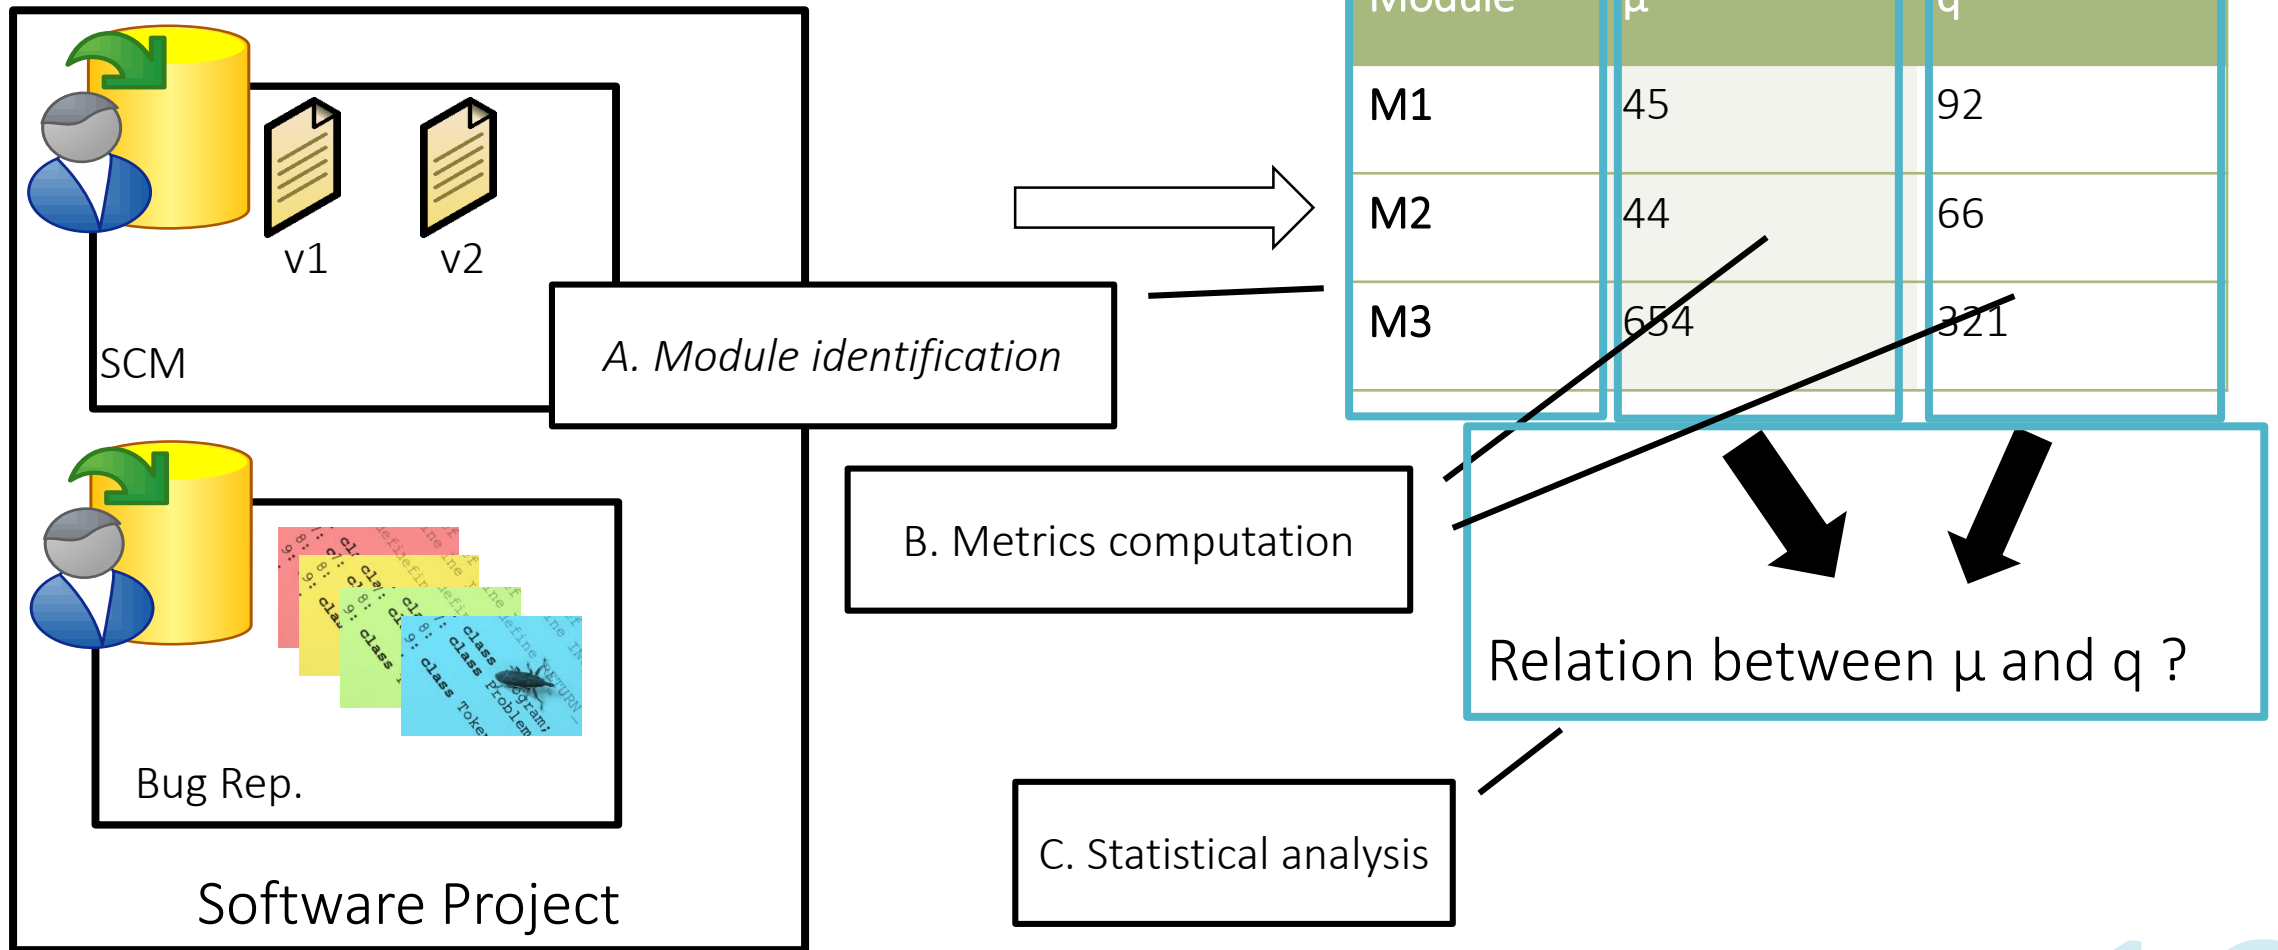 Module μ q
M1 45 92
M2 44 66
M3 654 321
v1 v2
SCM
A. Module identification
B. Metrics computation
Relation between μ and q ?
Bug Rep.
C. Statistical analysis
Software Project